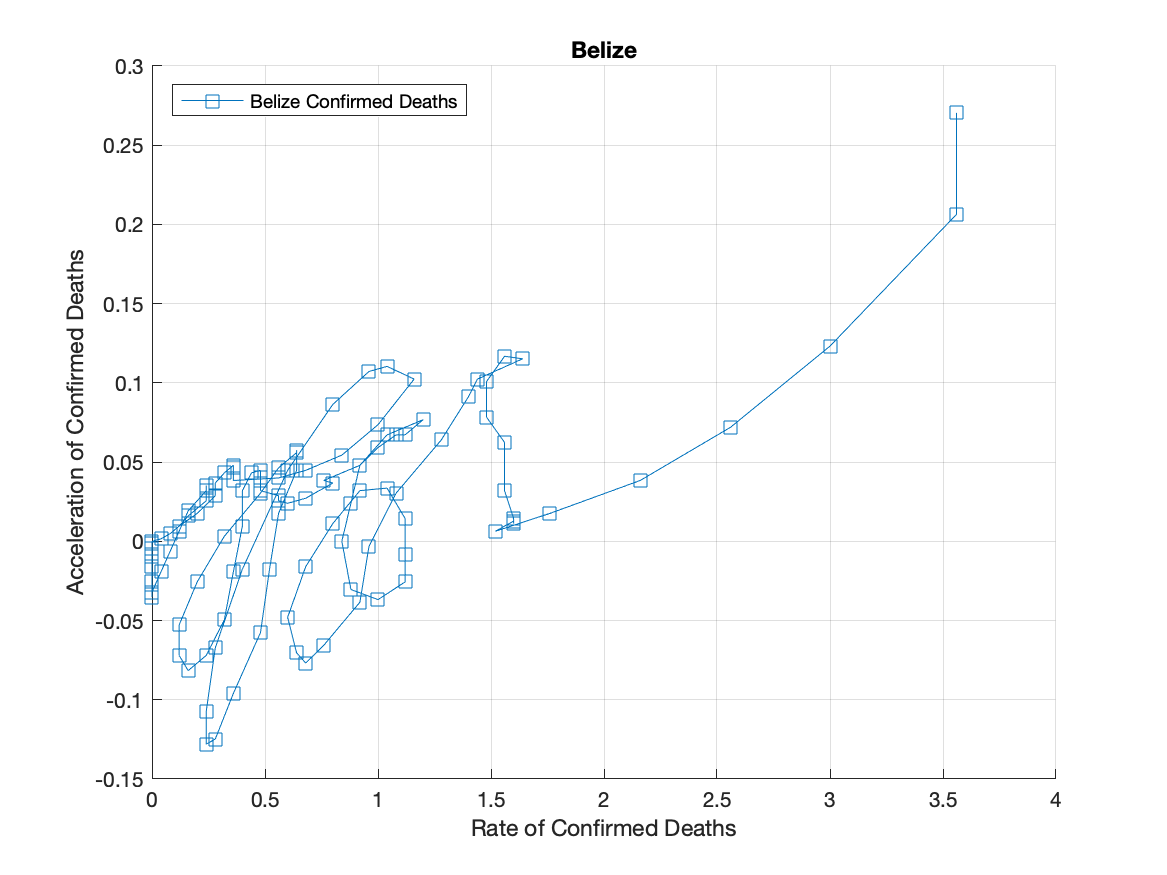 Belize
0.3
Belize Confirmed Deaths
0.25
0.2
0.15
0.1
0.05
0
-0.05
-0.1
-0.15
Acceleration of Confirmed Deaths
0 0.5 1 1.5 2 2.5 3 3.5 4
Rate of Confirmed Deaths